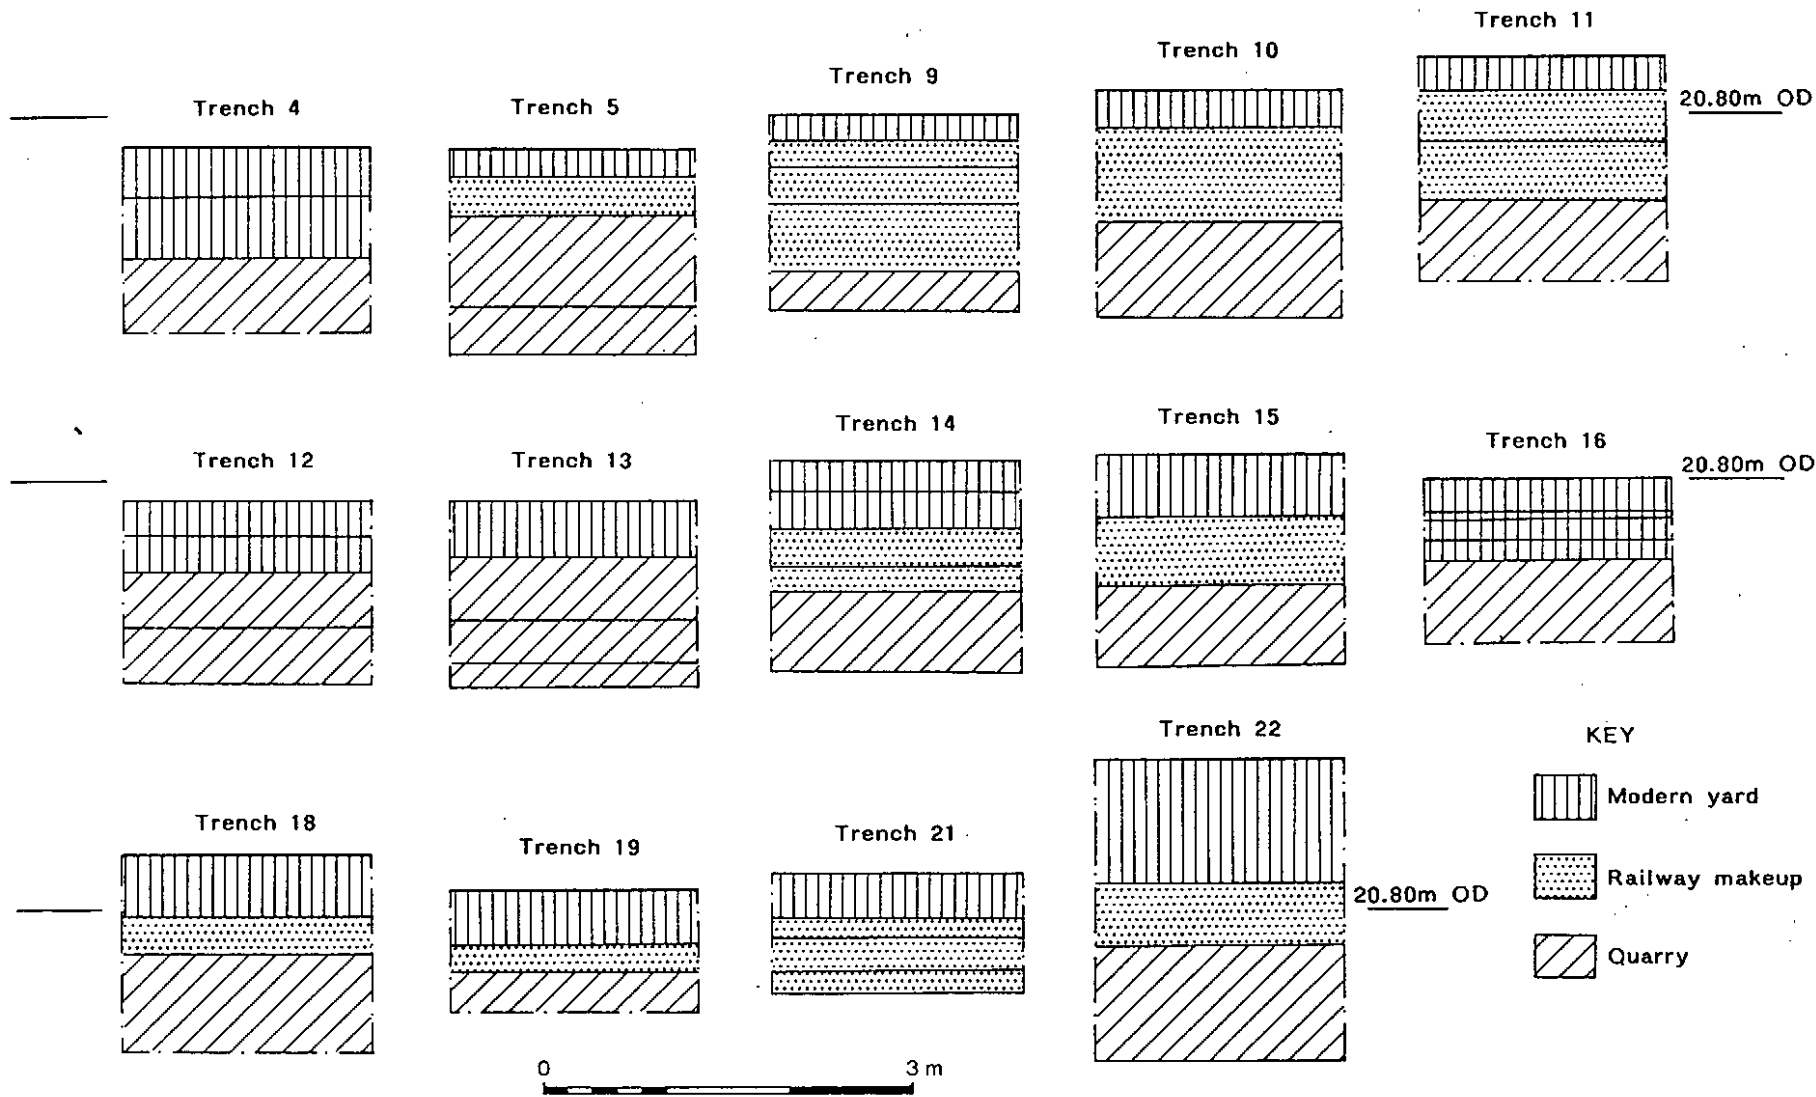 Trench 4
Trench 5
Trench 9
Trench 10
Trench 11
20.80m OD
Trench 12
Trench 13
Trench 14
Trench 15
Trench 16
20.80m OD
Trench 18
Trench 19
Trench 21
Trench 22
20.80m OD
KEY
Modern yard
Railway makeup
Quarry
0 3 m